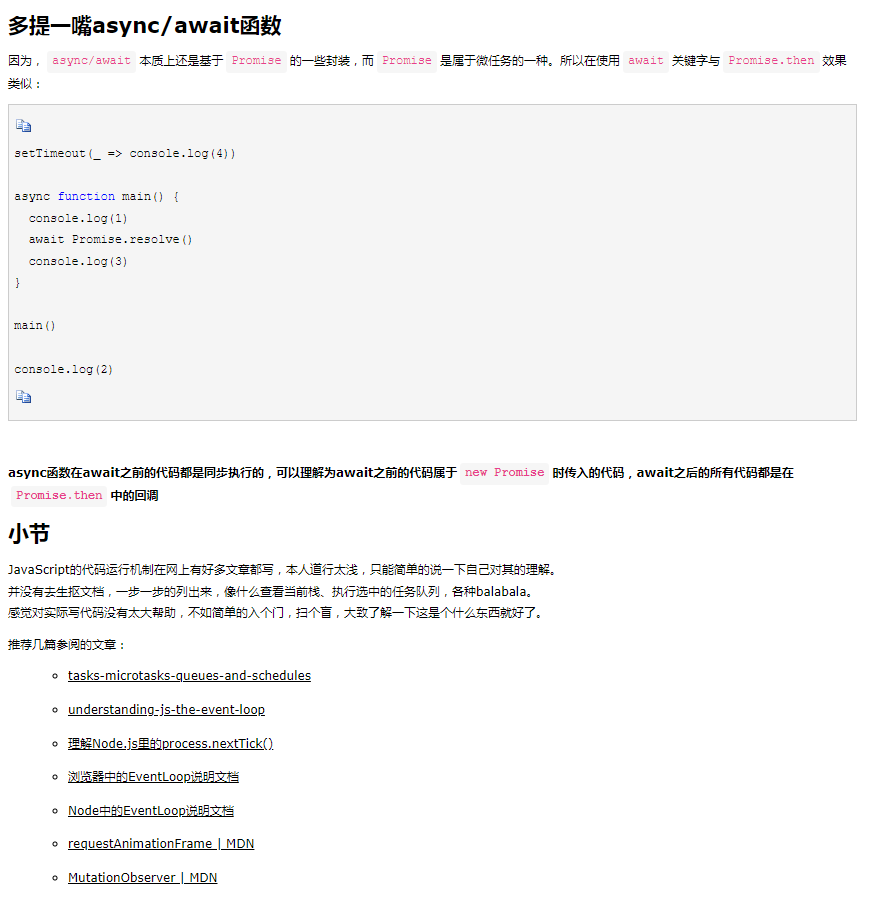 多提一嘴async/await函数
因为， async/await 本质上还是基于 Promise 的一些封装，而 Promise 是属于微任务的一种。所以在使用 await 关键字与 Promise.then 效果
类似：
setTimeout(_ => console.log(4))
async function main() {
  console.log(1)
  await Promise.resolve()
  console.log(3)
}
main()
console.log(2)
async函数在await之前的代码都是同步执行的，可以理解为await之前的代码属于 new Promise 时传入的代码，await之后的所有代码都是在
Promise.then 中的回调
小节
JavaScript的代码运行机制在网上有好多文章都写，本人道行太浅，只能简单的说一下自己对其的理解。
并没有去生抠文档，一步一步的列出来，像什么查看当前栈、执行选中的任务队列，各种balabala。
感觉对实际写代码没有太大帮助，不如简单的入个门，扫个盲，大致了解一下这是个什么东西就好了。
推荐几篇参阅的文章：
tasks-microtasks-queues-and-schedules
understanding-js-the-event-loop
理解Node.js里的process.nextTick()
浏览器中的EventLoop说明文档
Node中的EventLoop说明文档
requestAnimationFrame | MDN
MutationObserver | MDN